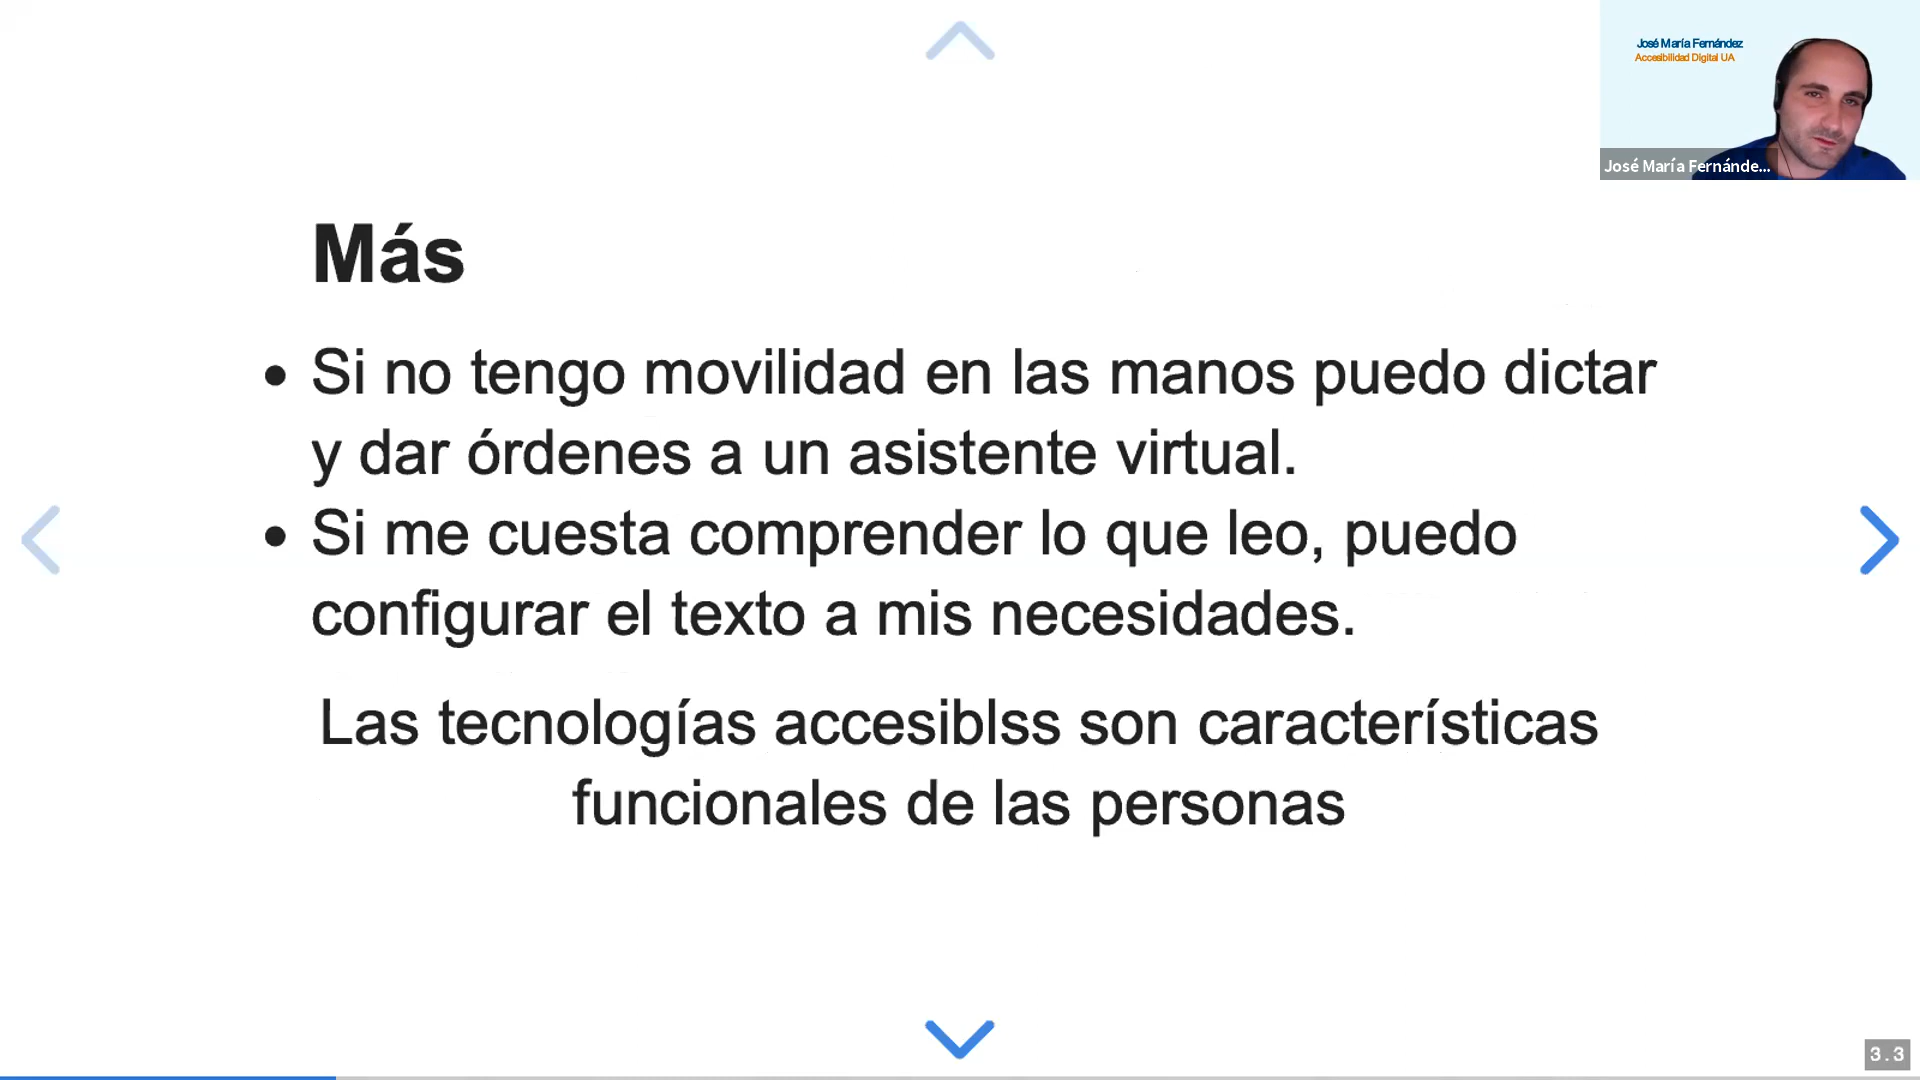 José María Fernández
Accesibilidad Digital UA
José María Fernánde...
Más
Si no tengo movilidad en las manos puedo dictar
y dar órdenes a un asistente virtual.
Si me cuesta comprender lo que leo, puedo
configurar el texto a mis necesidades.
Las tecnologías accesiblss son características
funcionales de las personas
3.3